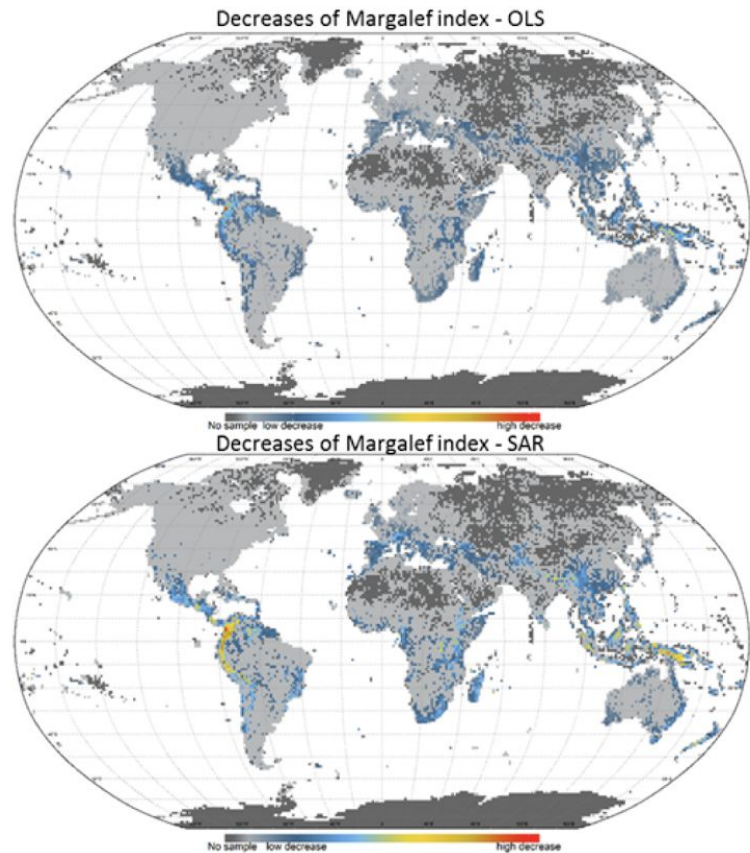 Decreases of Margalef index - OLS
No sample low decrease high decrease
Decreases of Margalef index - SAR
No sample low decrease high decrease